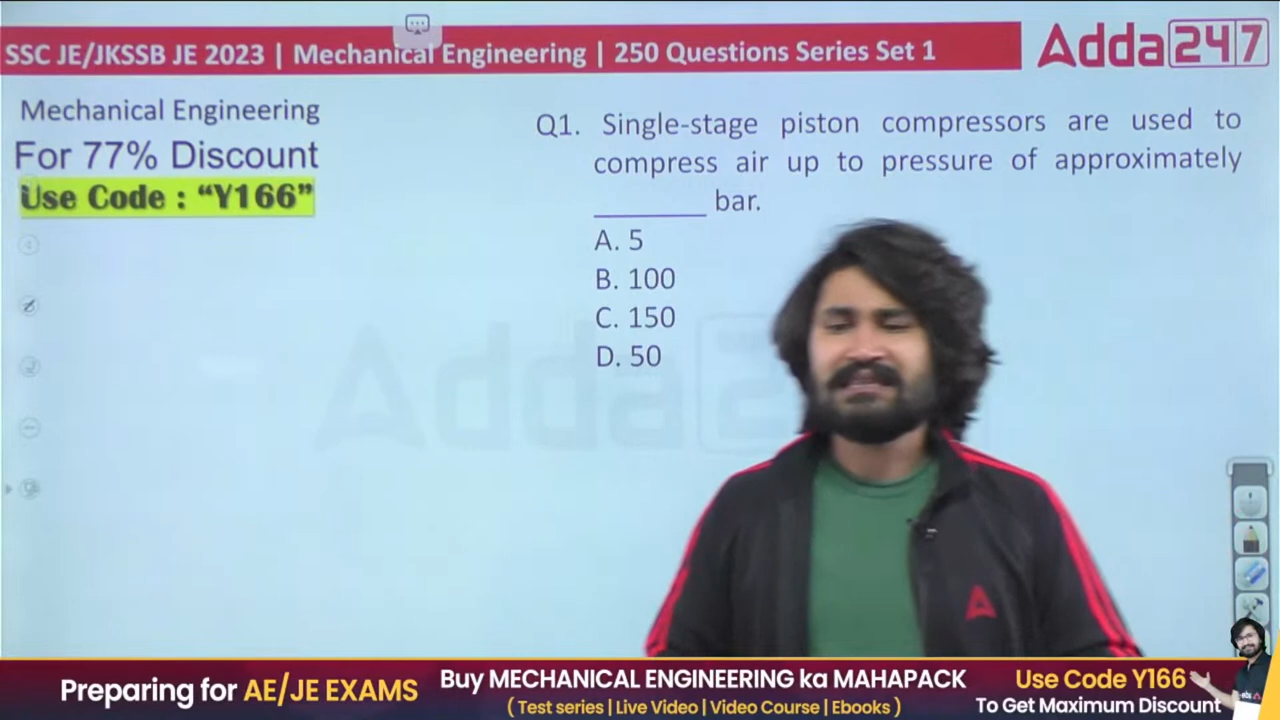 SSC JE/JKSSB JE 2023 | Mechanical Engineering | 250 Questions Series Set 1
Adda247
Mechanical Engineering
For 77% Discount
Use Code : “Y166”
Q1. Single-stage piston compressors are used to
compress air up to pressure of approximately
________ bar.
A. 5
B. 100
C. 150
D. 50
Adda247
Preparing for AE/JE EXAMS
Buy MECHANICAL ENGINEERING ka MAHAPACK
( Test series | Live Video | Video Course | Ebooks )
Use Code Y166
To Get Maximum Discount